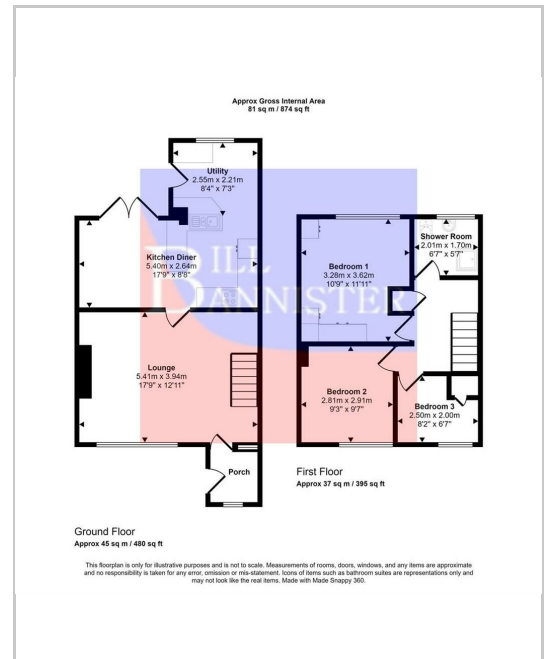 Approx Gross Internal Area
81 sq m / 874 sq ft
Utility
2.55m x 2.21m
8'4" x 7'3"
Kitchen Diner
5.40m x 2.64m
17'9" x 8'8"
Lounge
5.41m x 3.94m
17'9" x 12'11"
Porch
Ground Floor
Approx 45 sq m / 480 sq ft
Shower Room
2.01m x 1.70m
6'7" x 5'7"
Bedroom 1
3.28m x 3.62m
10'9" x 11'11"
Bedroom 2
2.81m x 2.91m
9'3" x 9'7"
Bedroom 3
2.50m x 2.00m
8'2" x 6'7"
First Floor
Approx 37 sq m / 395 sq ft
BILL
BANNISTER
This floorplan is only for illustrative purposes and is not to scale. Measurements of rooms, doors, windows, and any items are approximate
and no responsibility is taken for any error, omission or mis-statement. Icons of items such as bathroom suites are representations only and
may not look like the real items. Made with Made Snappy 360.